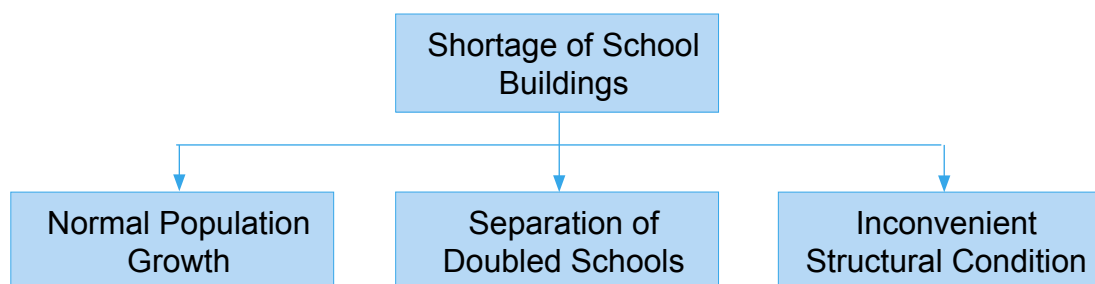 Shortage of School
Buildings
Normal Population
Growth
Separation of
Doubled Schools
Inconvenient
Structural Condition